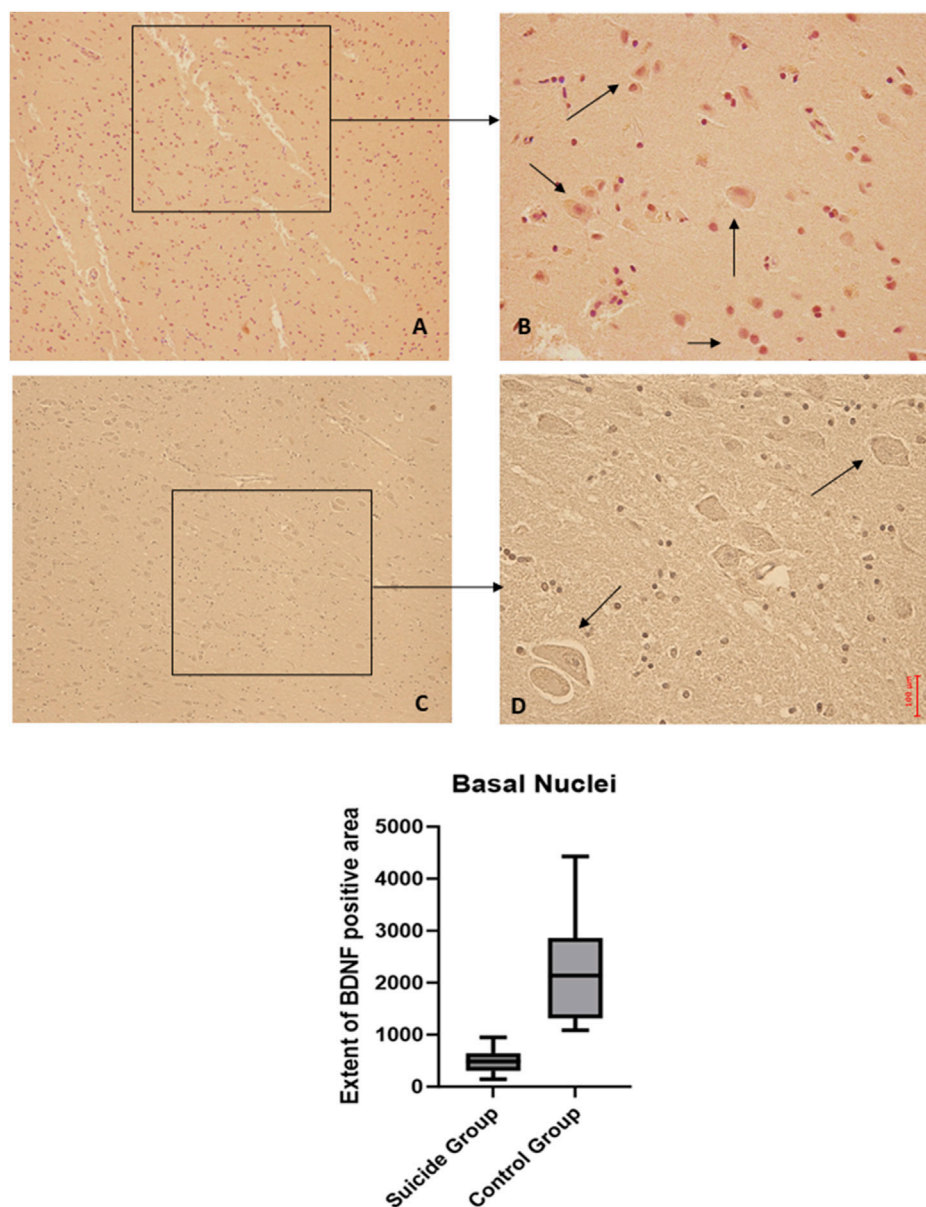 A
B
C
D
100 µm
Basal Nuclei
Extent of BDNF positive area
5000
4000
3000
2000
1000
0
Suicide Group
Control Group